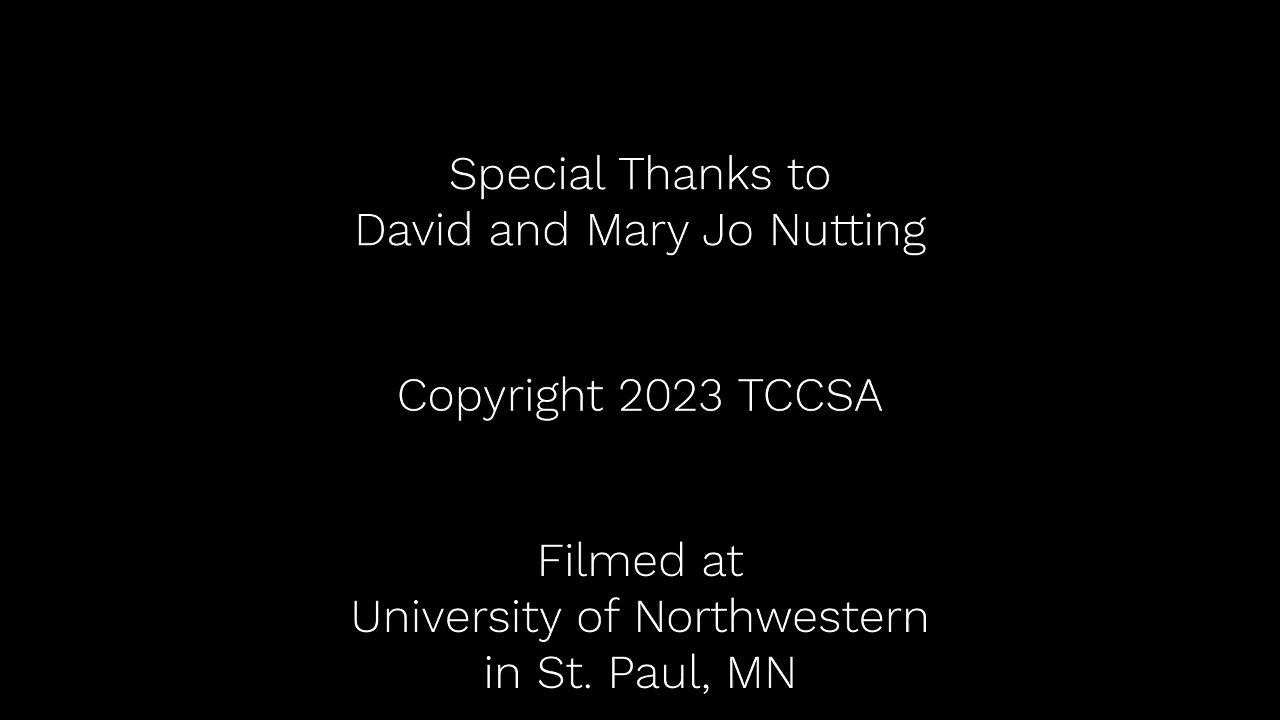 Special Thanks to
David and Mary Jo Nutting
Copyright 2023 TCCSA
Filmed at
University of Northwestern
in St. Paul, MN